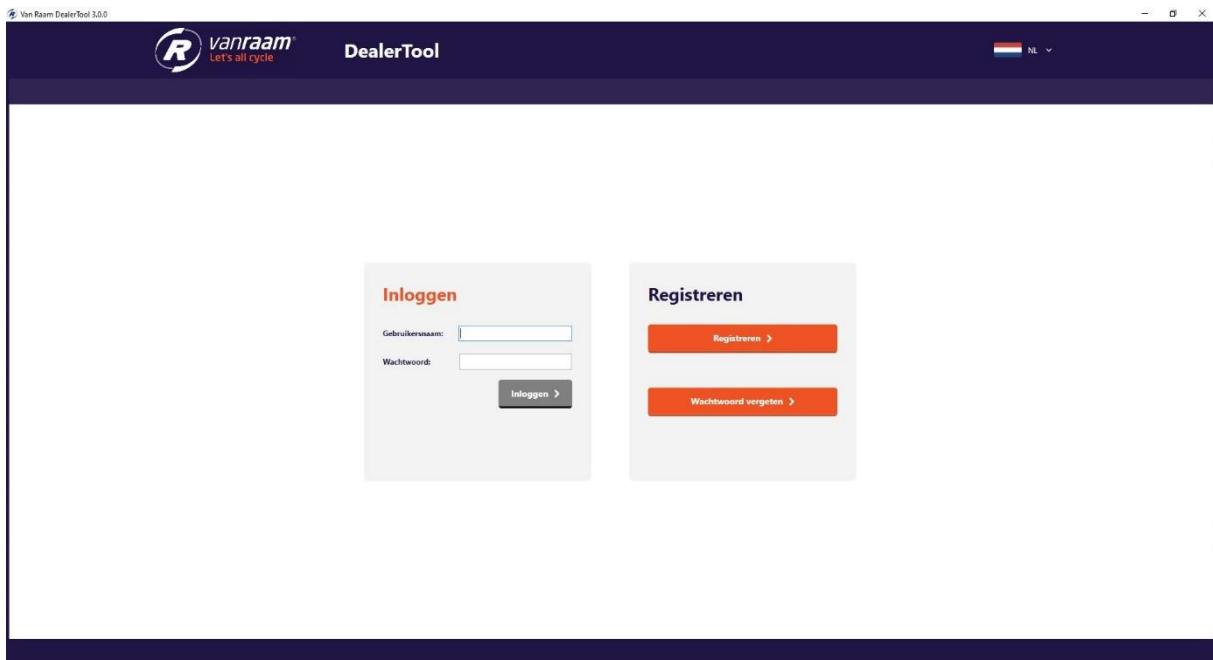 Van Raam DealerTool 3.0.0
vanraam®
Let's all cycle
DealerTool
NL
Inloggen
Gebruikersnaam:
Wachtwoord:
Inloggen
Registreren
Registreren
Wachtwoord vergeten